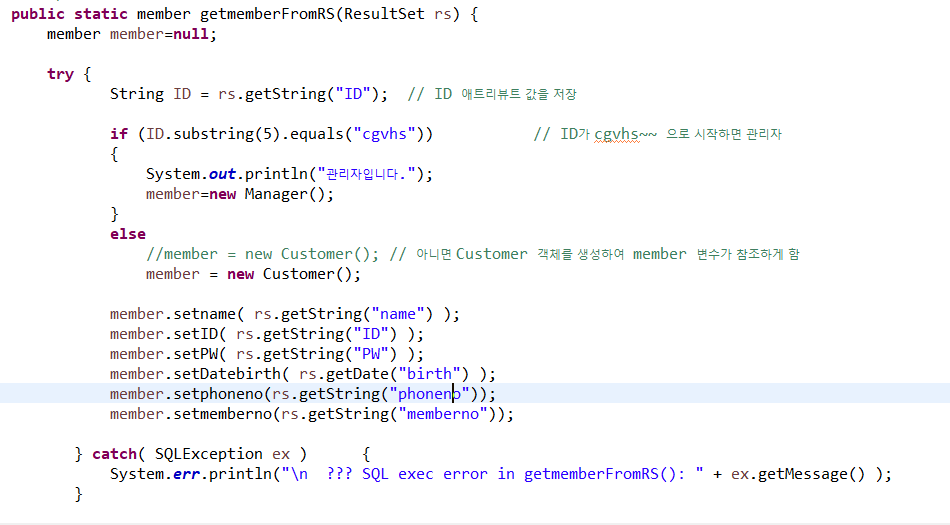 public static member getmemberFromRS(ResultSet rs) {
member member=null;
try {
String ID = rs.getString("ID");  // ID 애트리뷰트 값을 저장
if (ID.substring(5).equals("cgvhs"))  // ID가 cgvhs~~ 으로 시작하면 관리자
{
System.out.println("관리자입니다.");
member=new Manager();
}
else
//member = new Customer(); // 아니면 Customer 객체를 생성하여 member 변수가 참조하게 함
member = new Customer();
member.setname( rs.getString("name") );
member.setID( rs.getString("ID") );
member.setPW( rs.getString("PW") );
member.setDatebirth( rs.getDate("birth") );
member.setphoneno(rs.getString("phoneno"));
member.setmemberno(rs.getString("memberno"));
} catch( SQLException ex )      {
System.err.println("\n  ??? SQL exec error in getmemberFromRS(): " + ex.getMessage() );
}